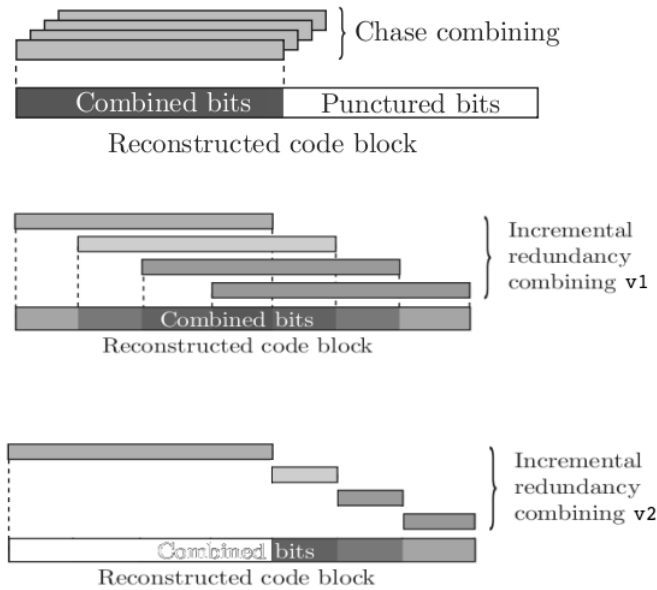 Chase combining
Combined bits
Punctured bits
Reconstructed code block
Incremental
redundancy
combining v1
Combined bits
Reconstructed code block
Incremental
redundancy
combining v2
Combined bits
Reconstructed code block